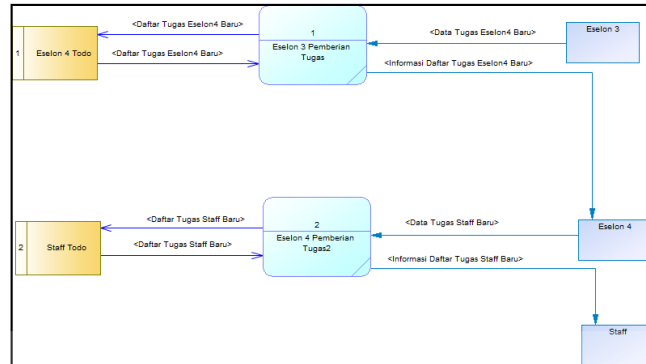 <Daftar Tugas Eselon4 Baru>
1
<Data Tugas Eselon4 Baru>
Eselon 3
1
Eselon 4 Todo
<Daftar Tugas Eselon4 Baru>
Eselon 3 Pemberian
Tugas
<Informasi Daftar Tugas Eselon4 Baru>
<Daftar Tugas Staff Baru>
2
<Data Tugas Staff Baru>
Eselon 4
2
Staff Todo
<Daftar Tugas Staff Baru>
Eselon 4 Pemberian
Tugas2
<Informasi Daftar Tugas Staff Baru>
Staff